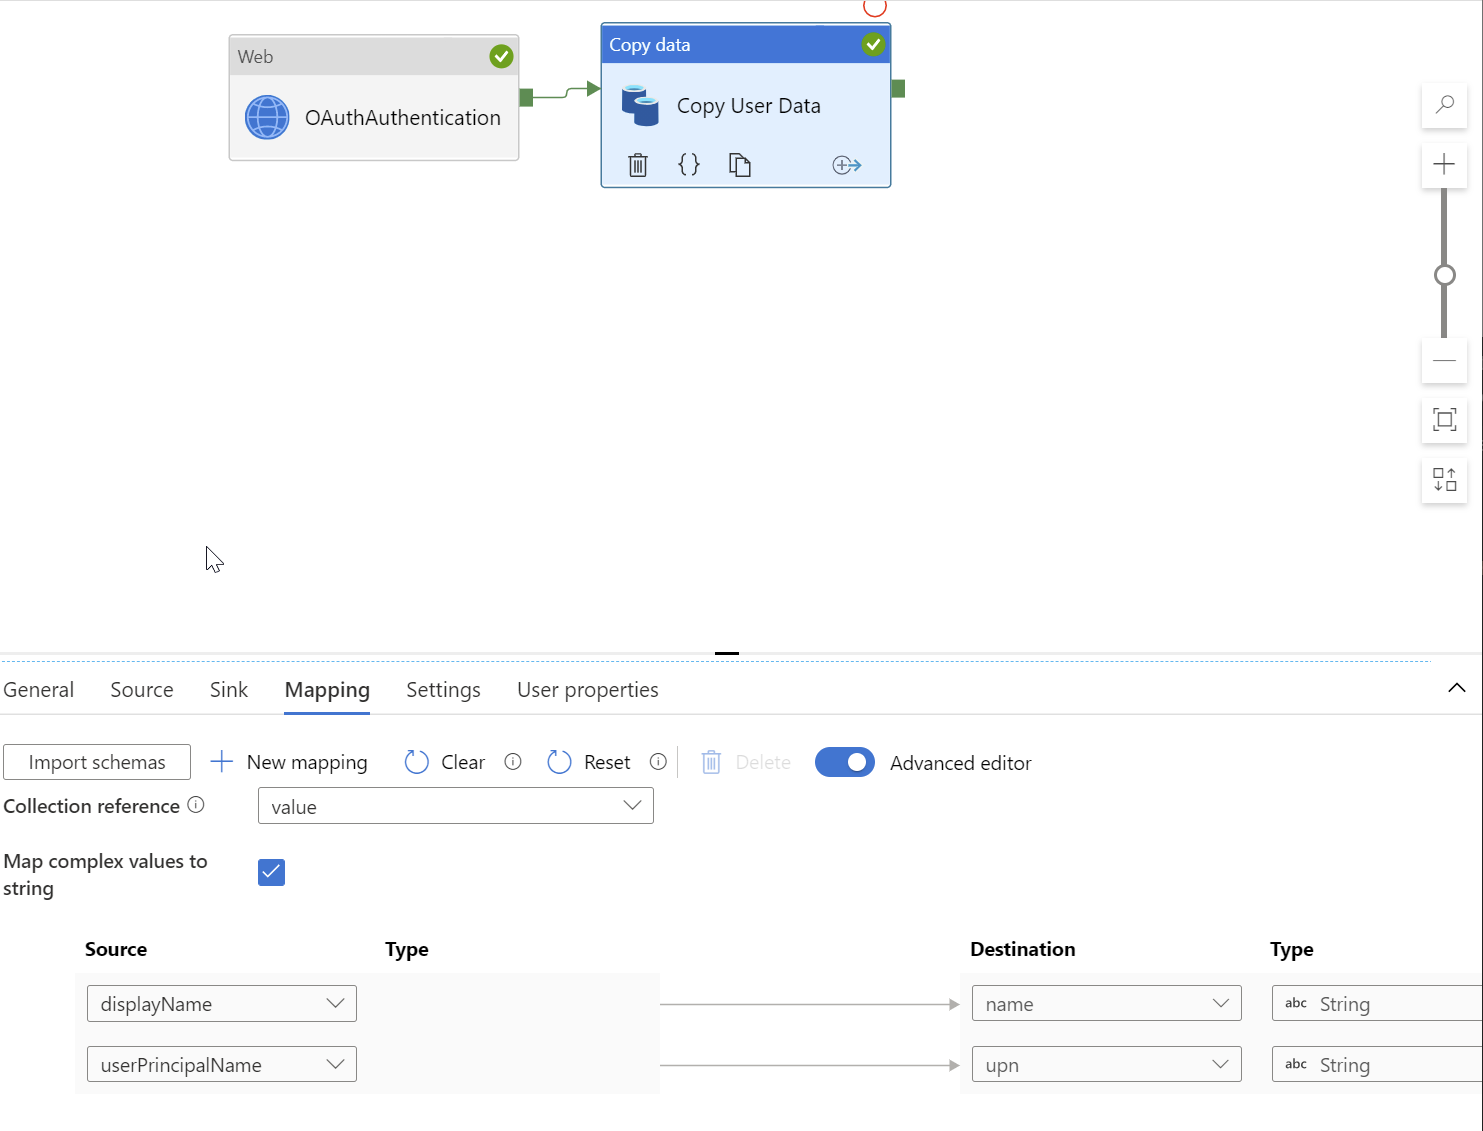 Web
OAuthAuthentication
Copy data
Copy User Data
General Source Sink Mapping Settings User properties
Import schemas New mapping Clear Reset Delete Advanced editor
Collection reference value
Map complex values to
string
Source Type Destination Type
displayName name abc String
userPrincipalName upn abc String